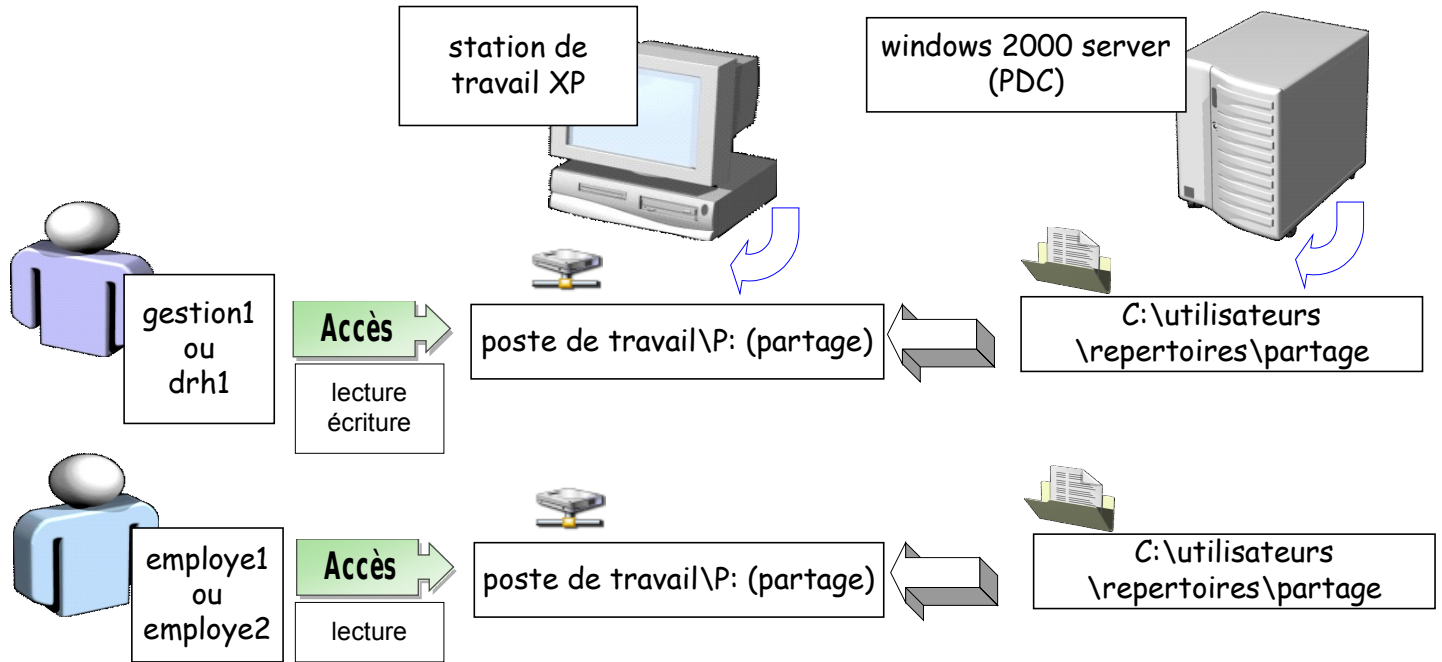 station de
travail XP
windows 2000 server
(PDC)
gestion1
ou
drh1
Accès
lecture
écriture
poste de travail\P: (partage)
C:\utilisateurs
\repertoires\partage
employe1
ou
employe2
Accès
lecture
poste de travail\P: (partage)
C:\utilisateurs
\repertoires\partage